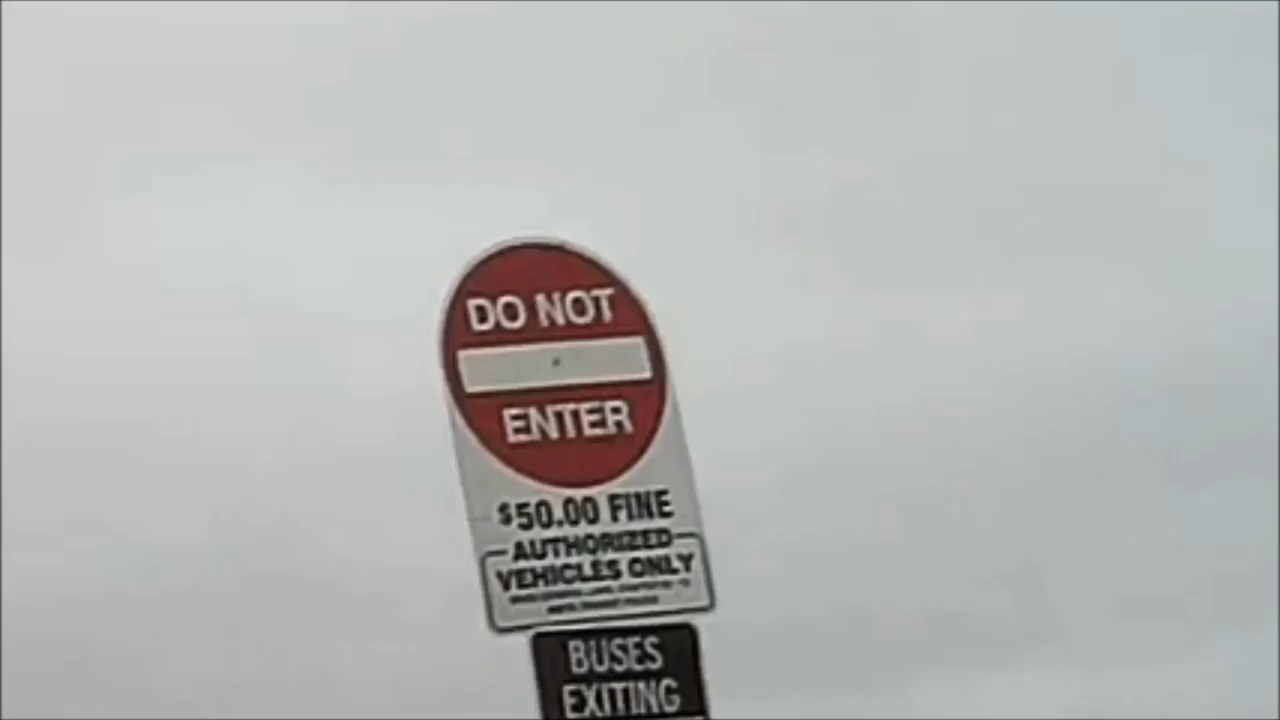 DO NOT
ENTER
$50.00 FINE
AUTHORIZED
VEHICLES ONLY
BUSES
EXITING